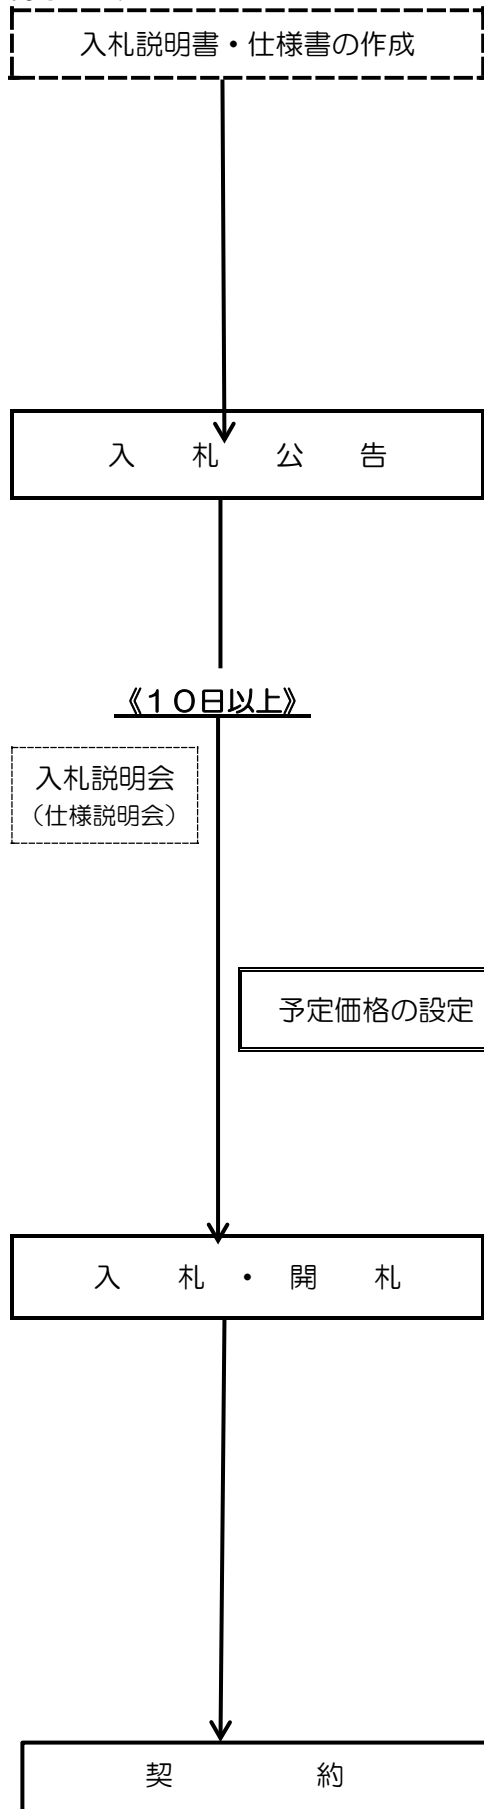 入札説明書・仕様書の作成
入　札　公　告
《１０日以上》
入札説明会
（仕様説明会）
予定価格の設定
入　札　・　開　札
契　　　約